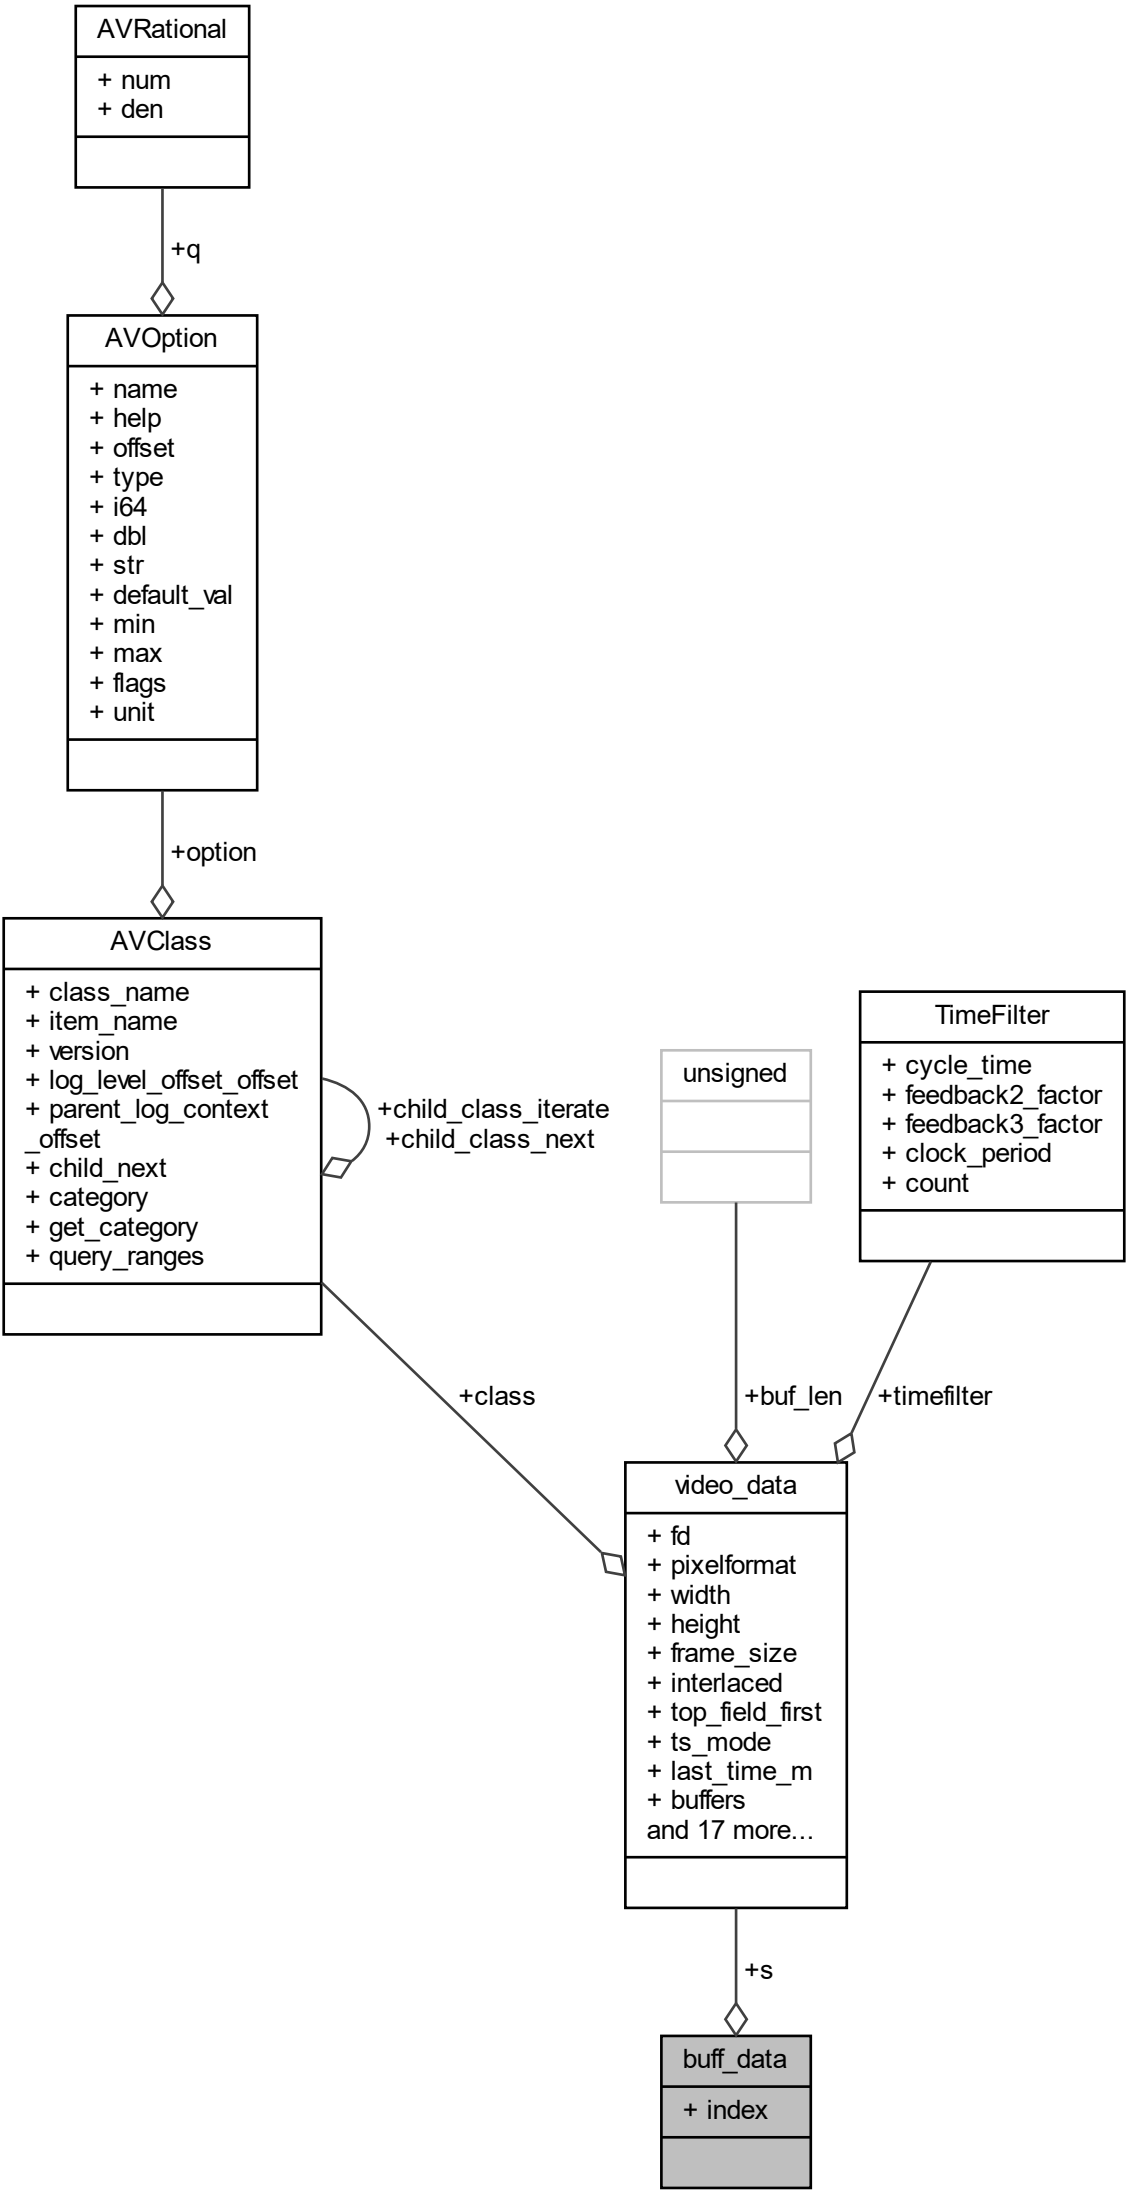 AVRational
+ num
+ den
+q
AVOption
+ name
+ help
+ offset
+ type
+ i64
+ dbl
+ str
+ default_val
+ min
+ max
+ flags
+ unit
+option
AVClass
+ class_name
+ item_name
+ version
+ log_level_offset_offset
+ parent_log_context
_offset
+ child_next
+ category
+ get_category
+ query_ranges
+child_class_iterate
+child_class_next
unsigned
TimeFilter
+ cycle_time
+ feedback2_factor
+ feedback3_factor
+ clock_period
+ count
+class
+buf_len
+timefilter
video_data
+ fd
+ pixelformat
+ width
+ height
+ frame_size
+ interlaced
+ top_field_first
+ ts_mode
+ last_time_m
+ buffers
and 17 more...
+s
buff_data
+ index